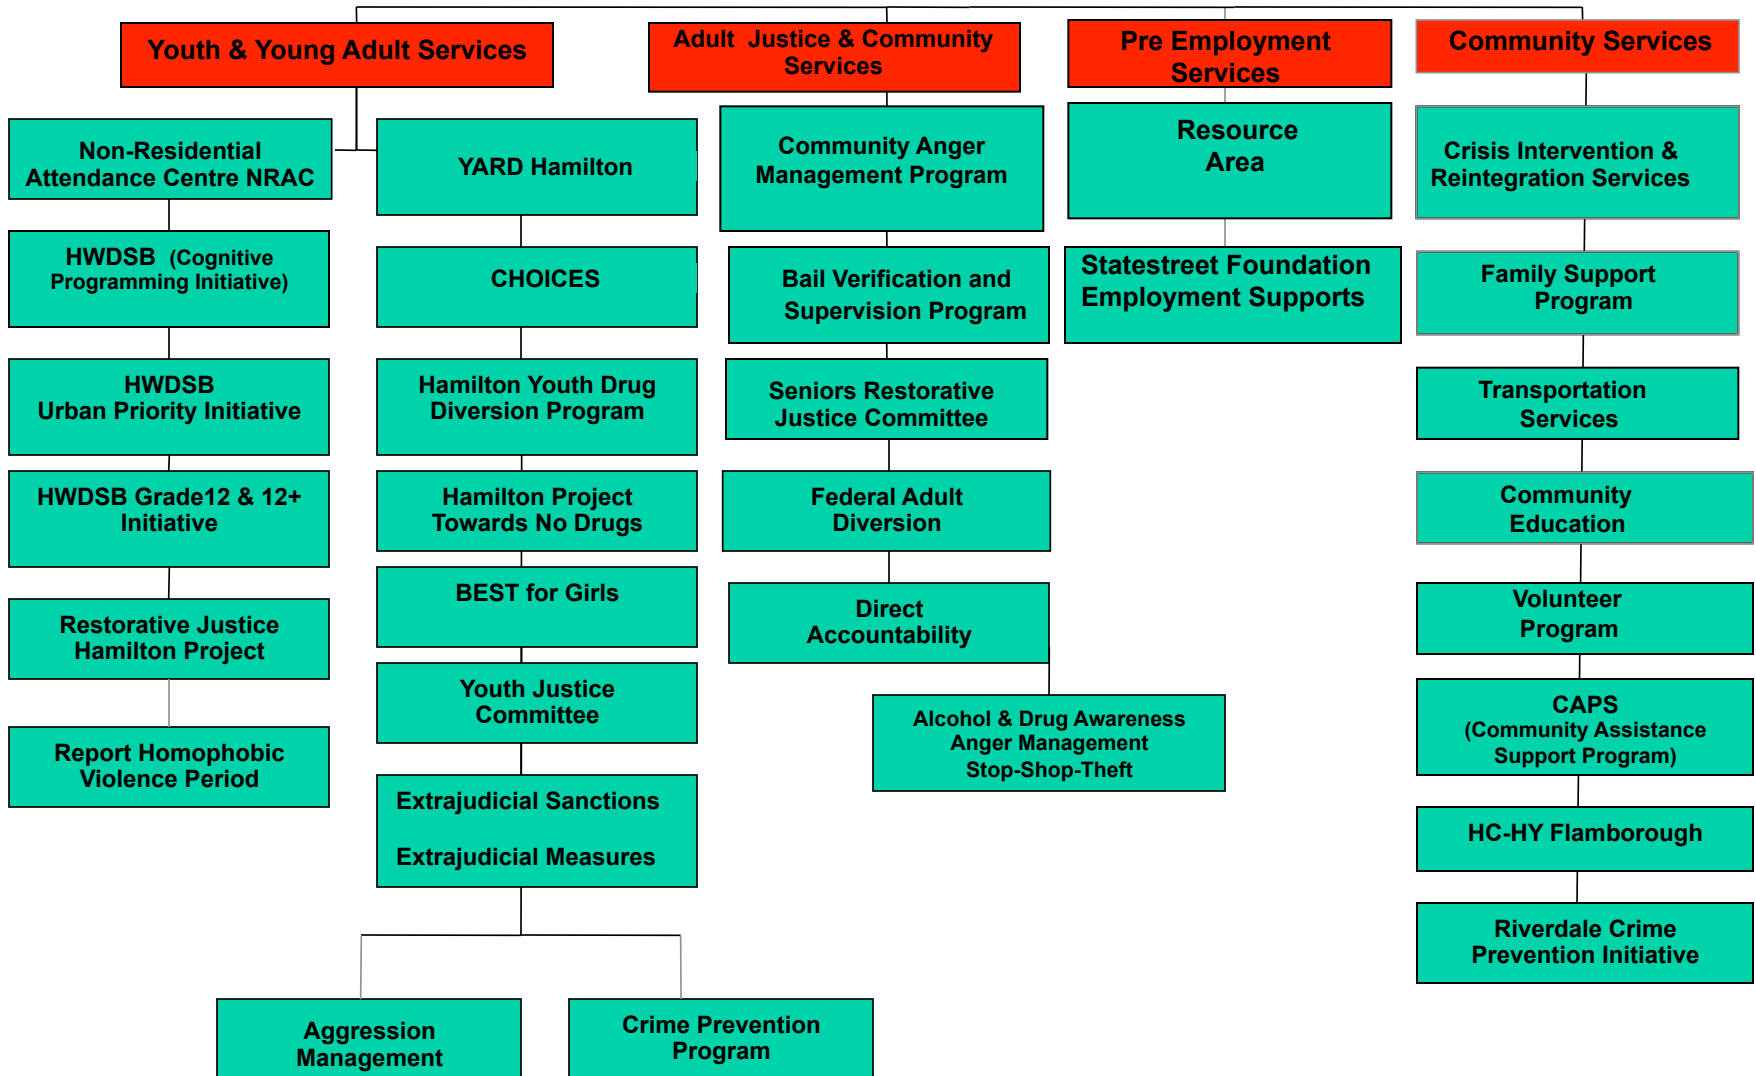 Youth & Young Adult Services
Adult Justice & Community
Services
Pre Employment
Services
Community Services
Non-Residential
Attendance Centre NRAC
HWDSB (Cognitive
Programming Initiative)
HWDSB
Urban Priority Initiative
HWDSB Grade12 & 12+
Initiative
Restorative Justice
Hamilton Project
Report Homophobic
Violence Period
YARD Hamilton
CHOICES
Hamilton Youth Drug
Diversion Program
Hamilton Project
Towards No Drugs
BEST for Girls
Youth Justice
Committee
Extrajudicial Sanctions
Extrajudicial Measures
Aggression
Management
Crime Prevention
Program
Community Anger
Management Program
Bail Verification and
Supervision Program
Seniors Restorative
Justice Committee
Federal Adult
Diversion
Direct
Accountability
Alcohol & Drug Awareness
Anger Management
Stop-Shop-Theft
Resource
Area
Statestreet Foundation
Employment Supports
Crisis Intervention &
Reintegration Services
Family Support
Program
Transportation
Services
Community
Education
Volunteer
Program
CAPS
(Community Assistance
Support Program)
HC-HY Flamborough
Riverdale Crime
Prevention Initiative